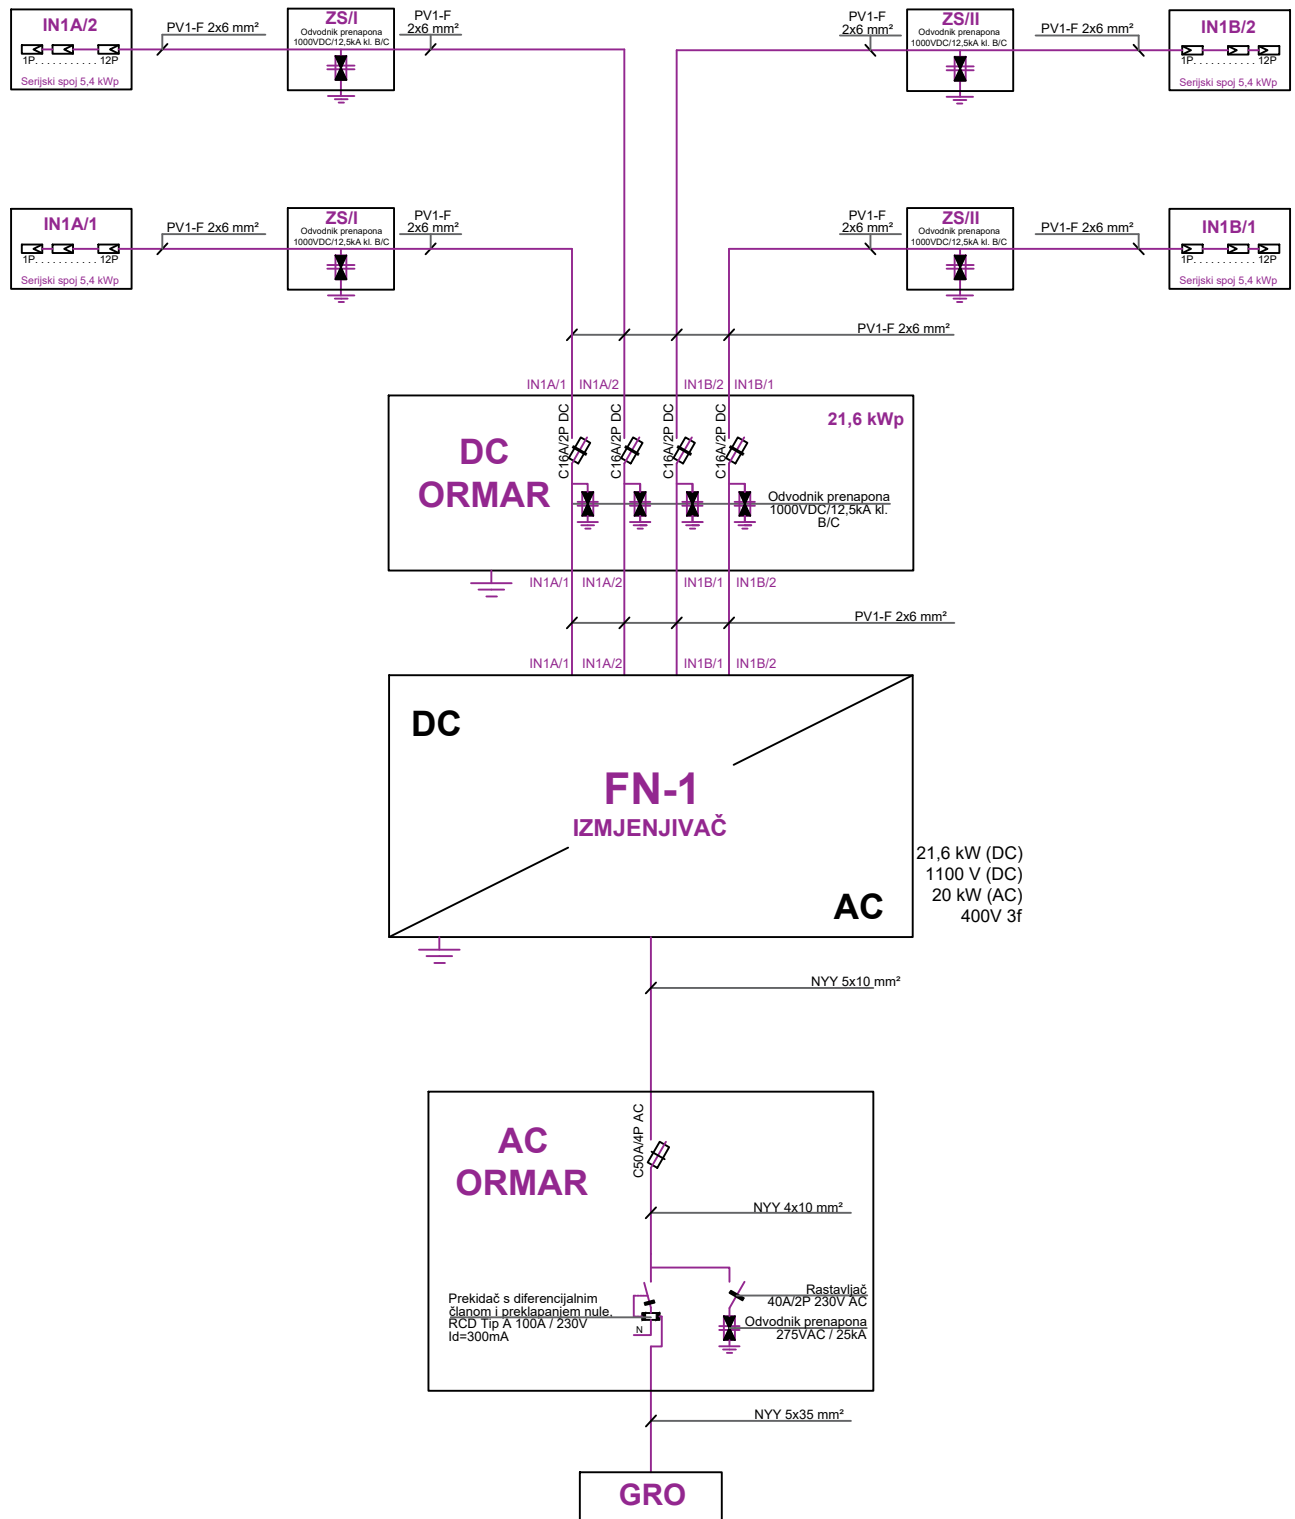 IN1A/2
1P. . . . . . . . . . . 12P
Serijski spoj 5,4 kWp
PV1-F 2x6 mm²
ZS/I
Odvodnik prenapona
1000VDC/12,5kA kl. B/C
PV1-F
2x6 mm²
PV1-F
2x6 mm²
ZS/II
Odvodnik prenapona
1000VDC/12,5kA kl. B/C
PV1-F 2x6 mm²
IN1B/2
1P. . . . . . . . . . . 12P
Serijski spoj 5,4 kWp
IN1A/1
1P. . . . . . . . . . . 12P
Serijski spoj 5,4 kWp
PV1-F 2x6 mm²
ZS/I
Odvodnik prenapona
1000VDC/12,5kA kl. B/C
PV1-F
2x6 mm²
PV1-F
2x6 mm²
ZS/II
Odvodnik prenapona
1000VDC/12,5kA kl. B/C
PV1-F 2x6 mm²
IN1B/1
1P. . . . . . . . . . . 12P
Serijski spoj 5,4 kWp
PV1-F 2x6 mm²
IN1A/1 IN1A/2 IN1B/2 IN1B/1
DC
ORMAR
C16A/2P DC
C16A/2P DC
C16A/2P DC
C16A/2P DC
21,6 kWp
Odvodnik prenapona
1000VDC/12,5kA kl.
B/C
IN1A/1 IN1A/2 IN1B/1 IN1B/2
PV1-F 2x6 mm²
IN1A/1 IN1A/2 IN1B/1 IN1B/2
DC
FN-1
IZMJENJIVAČ
AC
21,6 kW (DC)
1100 V (DC)
20 kW (AC)
400V 3f
NYY 5x10 mm²
AC
ORMAR
C50A/4P AC
NYY 4x10 mm²
Prekidač s diferencijalnim
članom i preklapanjem nule,
RCD Tip A 100A / 230V
Id=300mA
N
Rastavljač
40A/2P 230V AC
Odvodnik prenapona
275VAC / 25kA
NYY 5x35 mm²
GRO